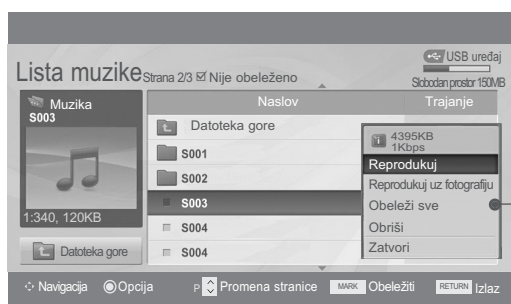 USB uređaj
Lista muzike Strana 2/3 Nije obeleženo
Slobodan prostor 150MB
Muzika
S003
Naslov
Trajanje
Datoteka gore
S001
S002
S003
S004
S004
4395KB
1Kbps
Reprodukuj
Reprodukuj uz fotografiju
Obeleži sve
Obriši
Zatvori
1:340, 120KB
Datoteka gore
Navigacija Opcija P Promena stranice MARK Obeležiti RETURN Izlaz